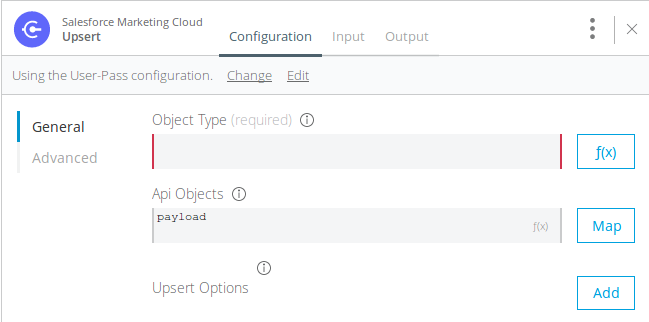 Salesforce Marketing Cloud
Upsert
Configuration Input Output
Using the User-Pass configuration. Change Edit
General
Advanced
Object Type (required)
ƒ(x)
Api Objects
payload ƒ(x)
Map
Upsert Options
Add